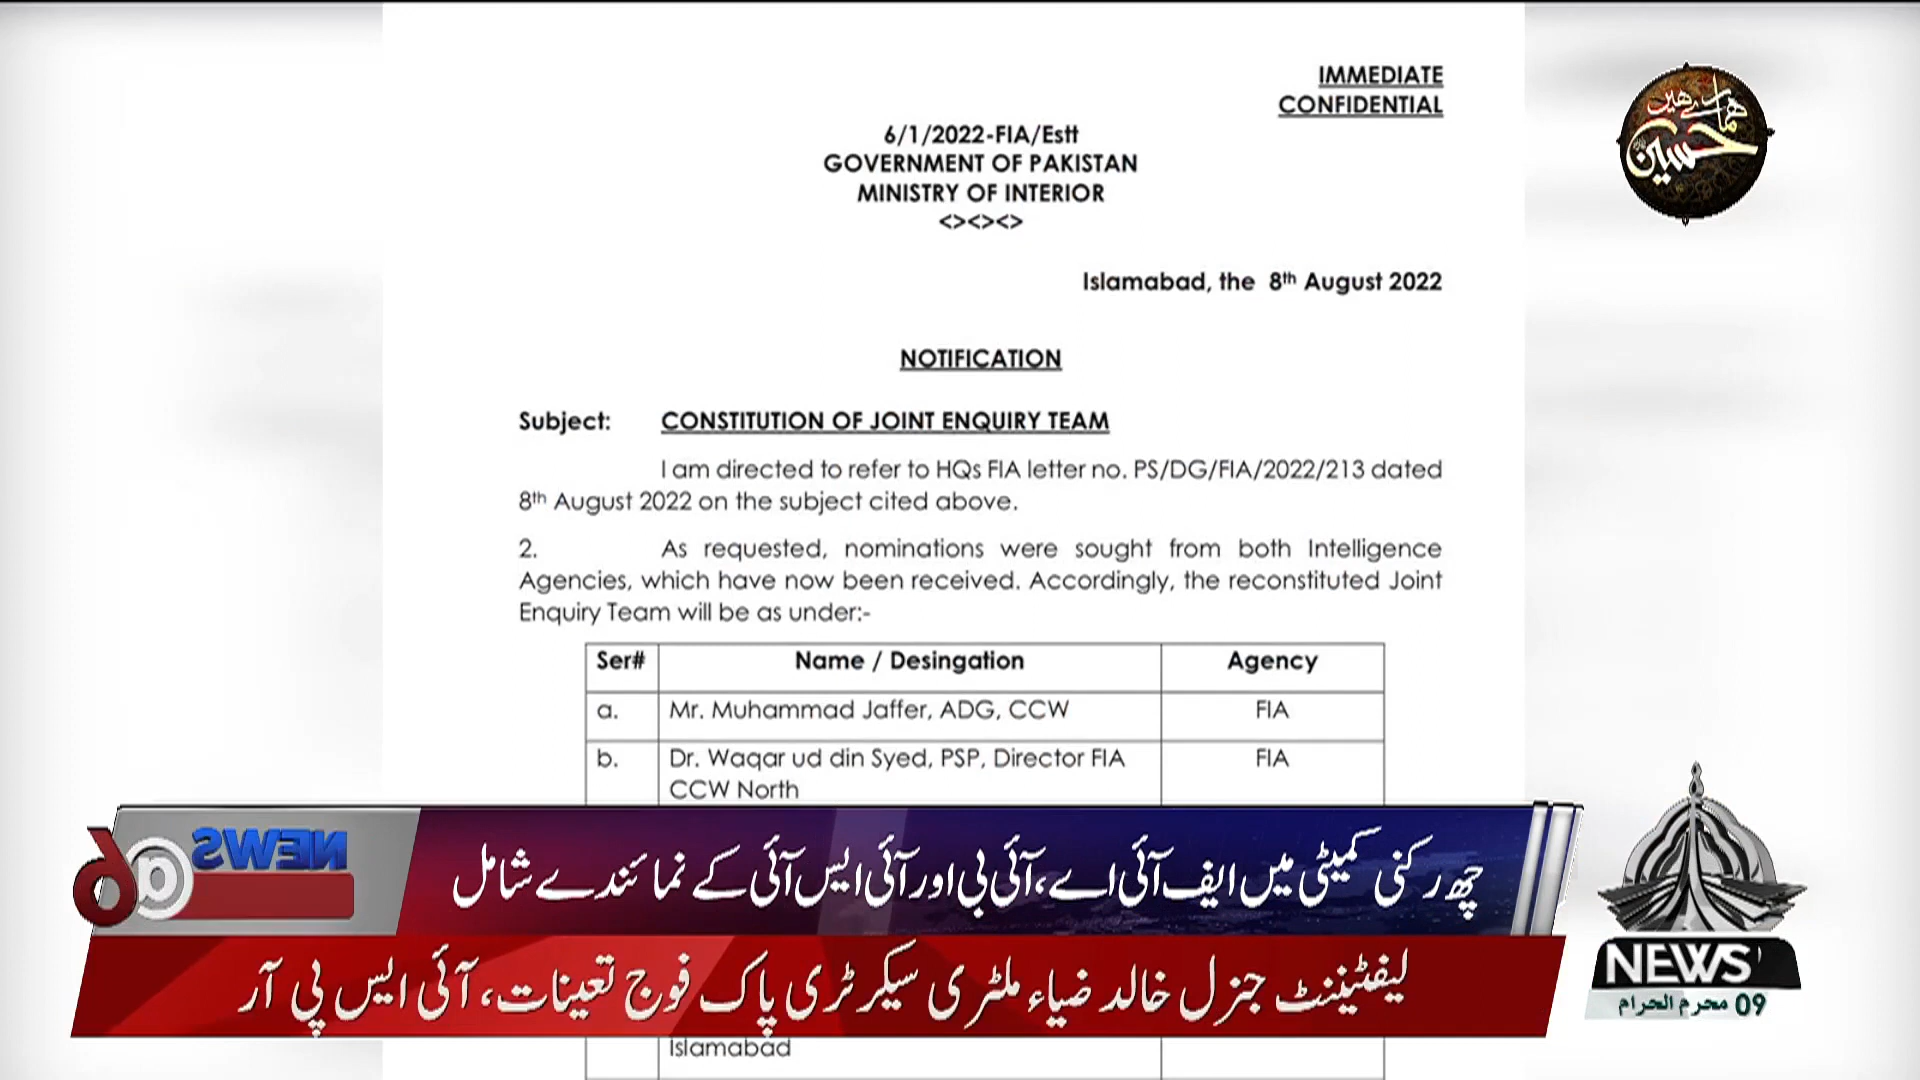 IMMEDIATE
CONFIDENTIAL
6/1/2022-FIA/Estt
GOVERNMENT OF PAKISTAN
MINISTRY OF INTERIOR
<><><>
Islamabad, the 8th August 2022
NOTIFICATION
Subject: CONSTITUTION OF JOINT ENQUIRY TEAM
I am directed to refer to HQs FIA letter no. PS/DG/FIA/2022/213 dated
8th August 2022 on the subject cited above.
2. As requested, nominations were sought from both Intelligence
Agencies, which have now been received. Accordingly, the reconstituted Joint
Enquiry Team will be as under:-
Ser# Name / Desingation Agency
a. Mr. Muhammad Jaffer, ADG, CCW FIA
b. Dr. Waqar ud din Syed, PSP, Director FIA FIA
CCW North
Islamabad
ہمارے ہیں
حسین
NEWS
چھ رکنی کمیٹی میں ایف آئی اے، آئی بی اور آئی ایس آئی کے نمائندے شامل
لیفٹیننٹ جنرل خالد ضیاء ملٹری سیکرٹری پاک فوج تعینات، آئی ایس پی آر
NEWS
09 محرم الحرام